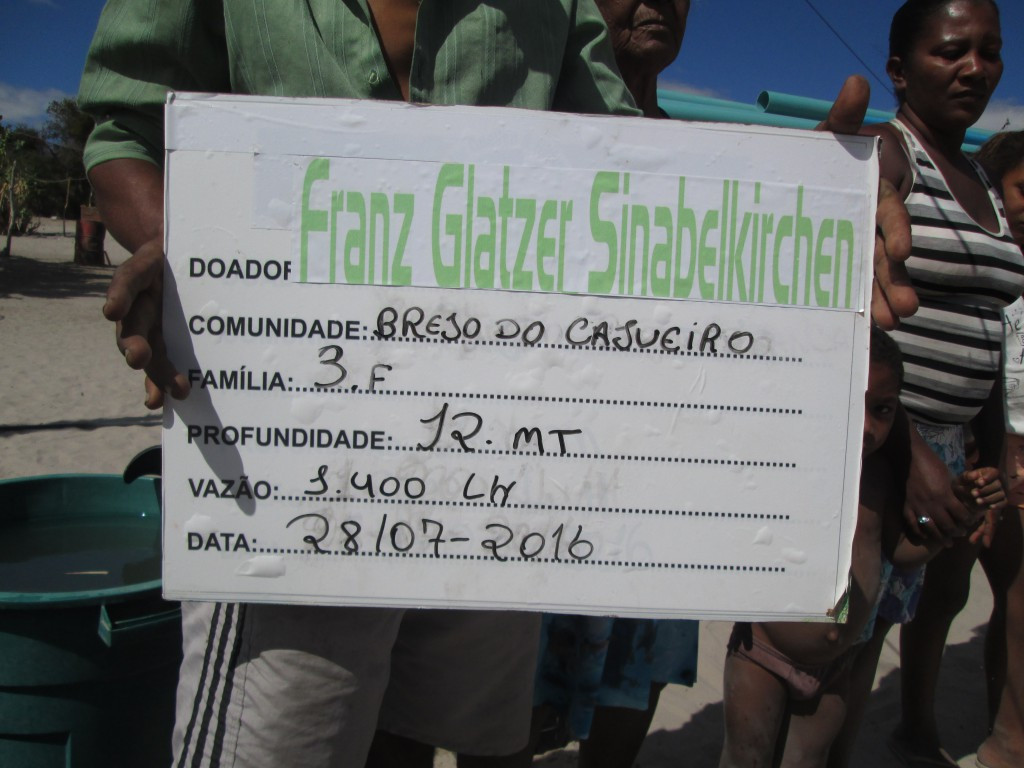 DOADOR Franz Glatzer Sinabelkirchen
COMUNIDADE: BREJO DO CAJUEIRO
FAMÍLIA: 3.F
PROFUNDIDADE: 12. MT
VAZÃO: 1.400 LH
DATA: 28/07-2016